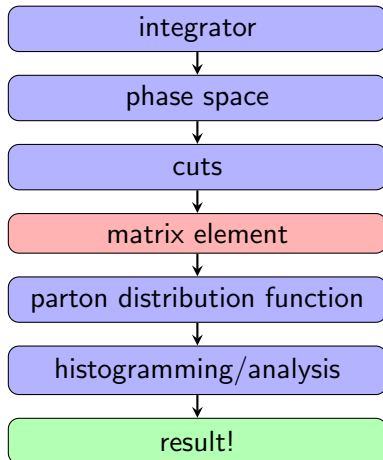 integrator
phase space
cuts
matrix element
parton distribution function
histogramming/analysis
result!